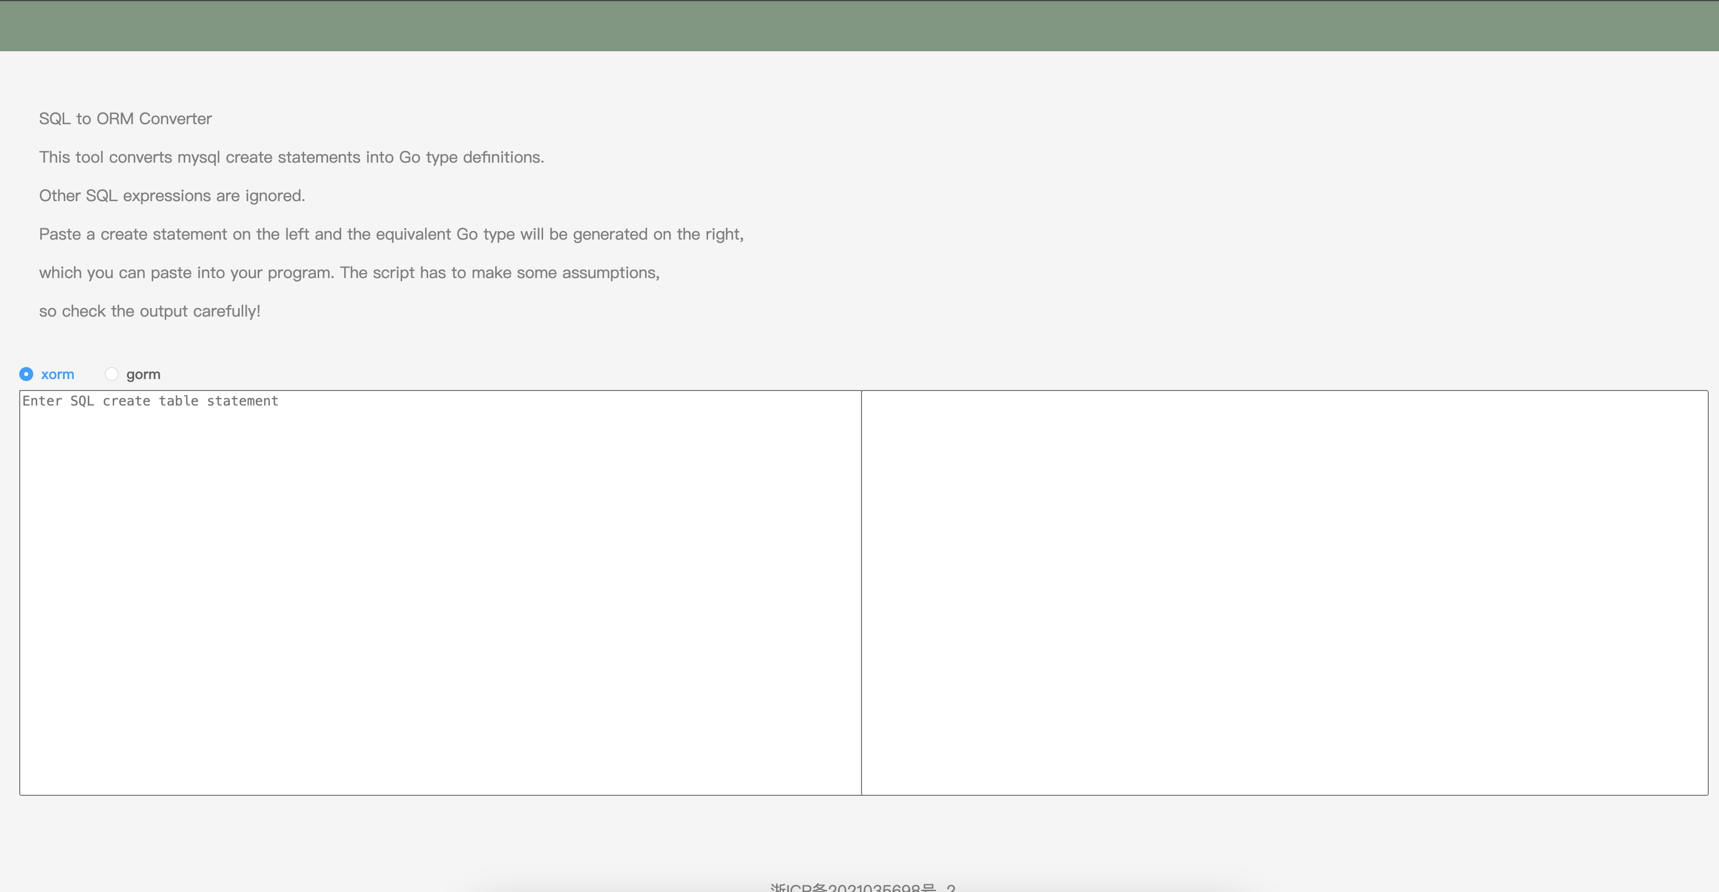 SQL to ORM Converter
This tool converts mysql create statements into Go type definitions.
Other SQL expressions are ignored.
Paste a create statement on the left and the equivalent Go type will be generated on the right,
which you can paste into your program. The script has to make some assumptions,
so check the output carefully!
xorm gorm
Enter SQL create table statement
浙ICP备2021035698号-2